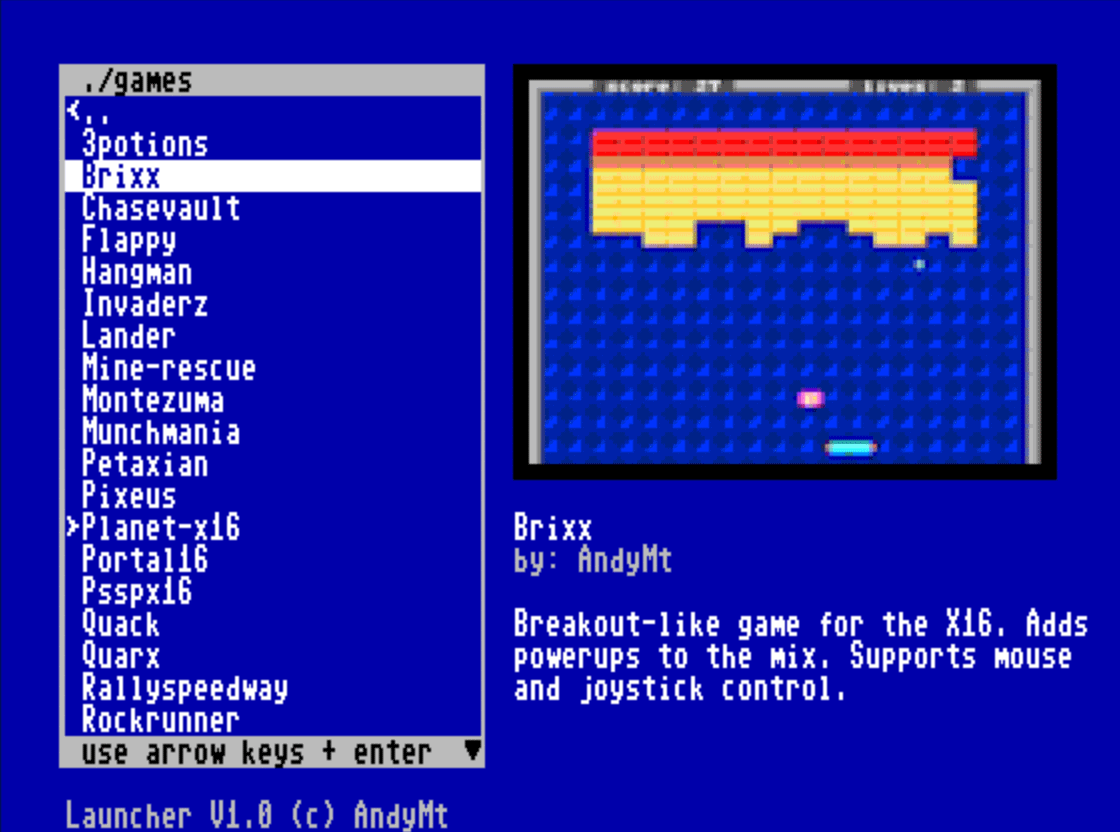 ./games
<..
3potions
Brixx
Chasevault
Flappy
Hangman
Invaderz
Lander
Mine-rescue
Montezuma
Munchmania
Petaxian
Pixeus
>Planet-x16
Portal16
Psspx16
Quack
Quarx
Rallyspeedway
Rockrunner
use arrow keys + enter ▼
Launcher V1.0 (c) AndyMt
Brixx
by: AndyMt
Breakout-like game for the X16. Adds
powerups to the mix. Supports mouse
and joystick control.